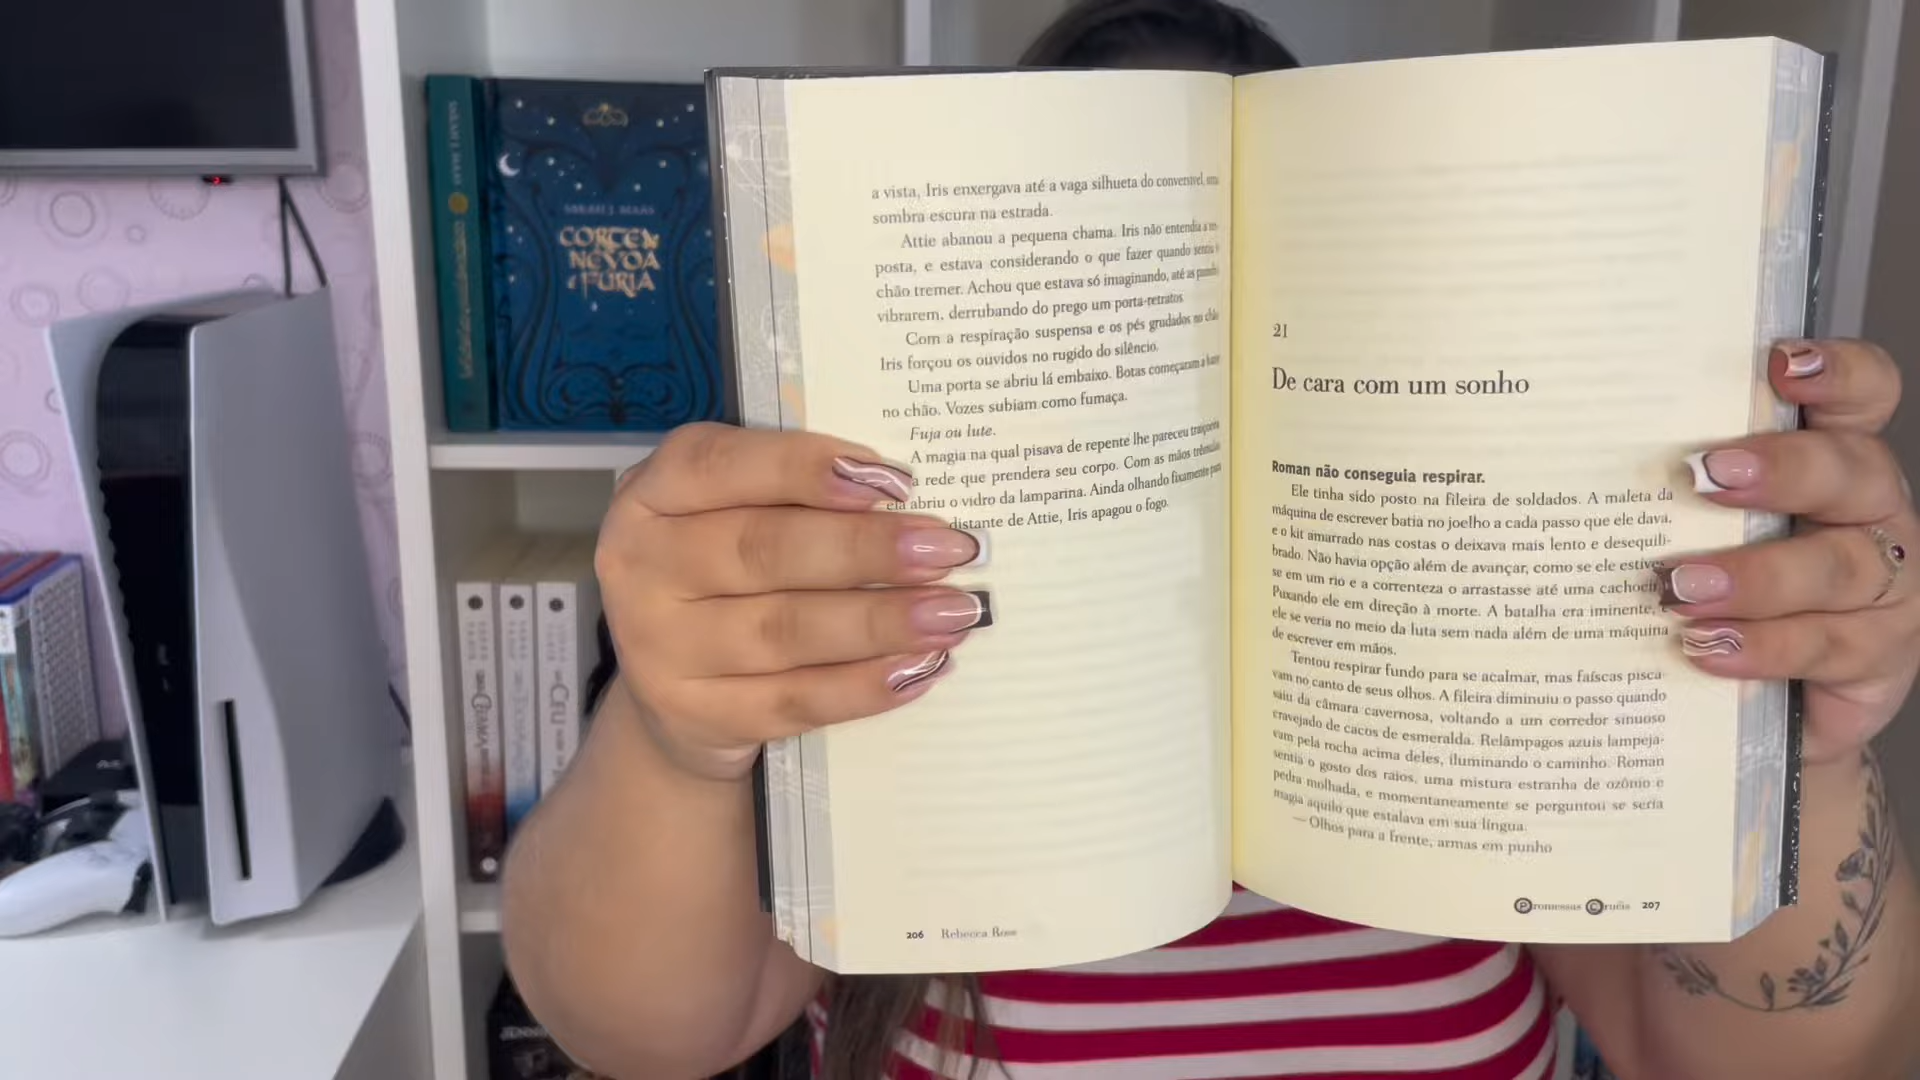 SARAH J. MAAS
CORTE DE
NÉVOA
e FÚRIA
a vista, Iris enxergava até a vaga silhueta do conversível, uma
sombra escura na estrada.
Attie abanou a pequena chama. Iris não entendia a res-
posta, e estava considerando o que fazer quando sentiu o
chão tremer. Achou que estava só imaginando, até as
vibrarem, derrubando do prego um porta-retratos.
Com a respiração suspensa e os pés grudados no chão
Iris forçou os ouvidos no rugido do silêncio.
Uma porta se abriu lá embaixo. Botas começaram a bater
no chão. Vozes subiam como fumaça.
Fuja ou lute.
A magia na qual pisava de repente lhe pareceu traiçoeira
a rede que prendera seu corpo. Com as mãos trêmulas
ela abriu o vidro da lamparina. Ainda olhando fixamente para
distante de Attie, Iris apagou o fogo.
206 Rebecca Ross
21
De cara com um sonho
Roman não conseguia respirar.
Ele tinha sido posto na fileira de soldados. A maleta da
máquina de escrever batia no joelho a cada passo que ele dava,
e o kit amarrado nas costas o deixava mais lento e desequili-
brado. Não havia opção além de avançar, como se ele estives-
se em um rio e a correnteza o arrastasse até uma cachoeira
Puxando ele em direção à morte. A batalha era iminente, e
ele se veria no meio da luta sem nada além de uma máquina
de escrever em mãos.
Tentou respirar fundo para se acalmar, mas faíscas pisca-
vam no canto de seus olhos. A fileira diminuiu o passo quando
saiu da câmara cavernosa, voltando a um corredor sinuoso
cravejado de cacos de esmeralda. Relâmpagos azuis lampeja-
vam pela rocha acima deles, iluminando o caminho. Roman
sentia o gosto dos raios, uma mistura estranha de ozônio e
pedra molhada, e momentaneamente se perguntou se seria
magia aquilo que estalava em sua língua.
— Olhos para a frente, armas em punho
Promessas Cruéis 207